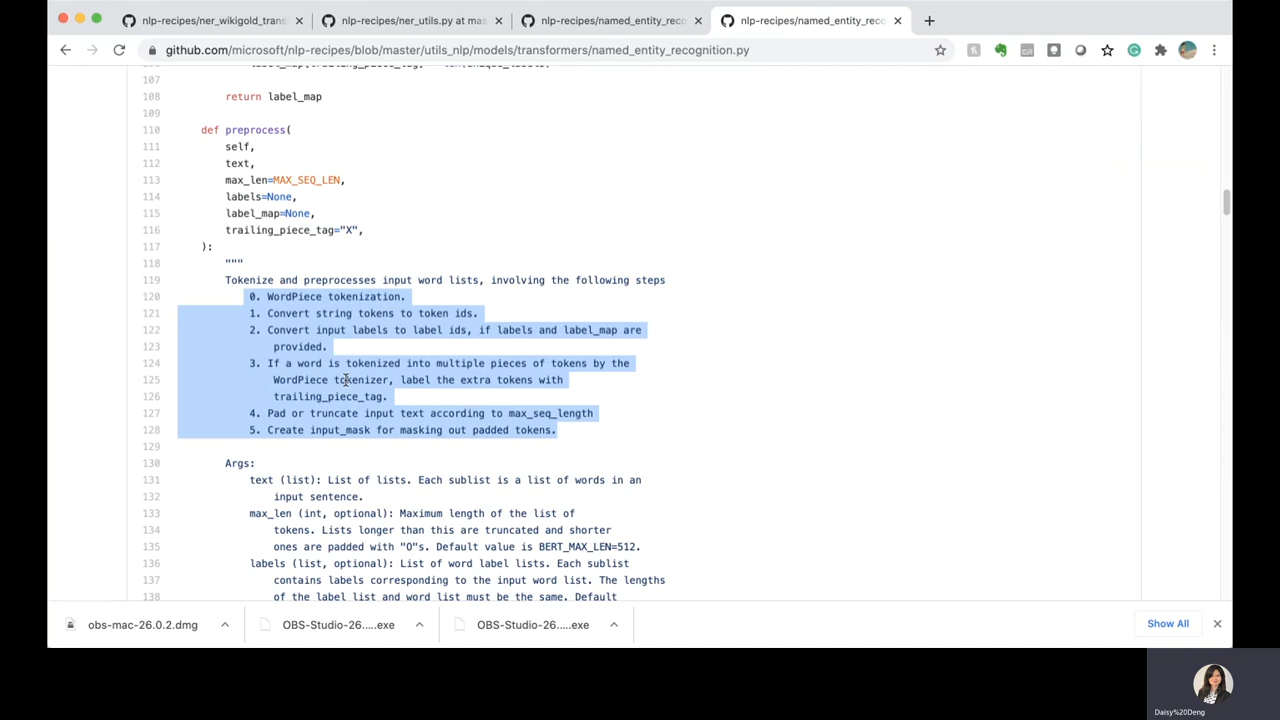 nlp-recipes/ner_wikigold_trans
nlp-recipes/ner_utils.py at mas
nlp-recipes/named_entity_reco
nlp-recipes/named_entity_reco
github.com/microsoft/nlp-recipes/blob/master/utils_nlp/models/transformers/named_entity_recognition.py
107
108 return label_map
109
110 def preprocess(
111 self,
112 text,
113 max_len=MAX_SEQ_LEN,
114 labels=None,
115 label_map=None,
116 trailing_piece_tag="X",
117 ):
118 """
119 Tokenize and preprocesses input word lists, involving the following steps
120 0. WordPiece tokenization.
121 1. Convert string tokens to token ids.
122 2. Convert input labels to label ids, if labels and label_map are
123 provided.
124 3. If a word is tokenized into multiple pieces of tokens by the
125 WordPiece tokenizer, label the extra tokens with
126 trailing_piece_tag.
127 4. Pad or truncate input text according to max_seq_length
128 5. Create input_mask for masking out padded tokens.
129
130 Args:
131 text (list): List of lists. Each sublist is a list of words in an
132 input sentence.
133 max_len (int, optional): Maximum length of the list of
134 tokens. Lists longer than this are truncated and shorter
135 ones are padded with "O"s. Default value is BERT_MAX_LEN=512.
136 labels (list, optional): List of word label lists. Each sublist
137 contains labels corresponding to the input word list. The lengths
138 of the label list and word list must be the same. Default
obs-mac-26.0.2.dmg
OBS-Studio-26.....exe
OBS-Studio-26.....exe
Show All
Daisy%20Deng